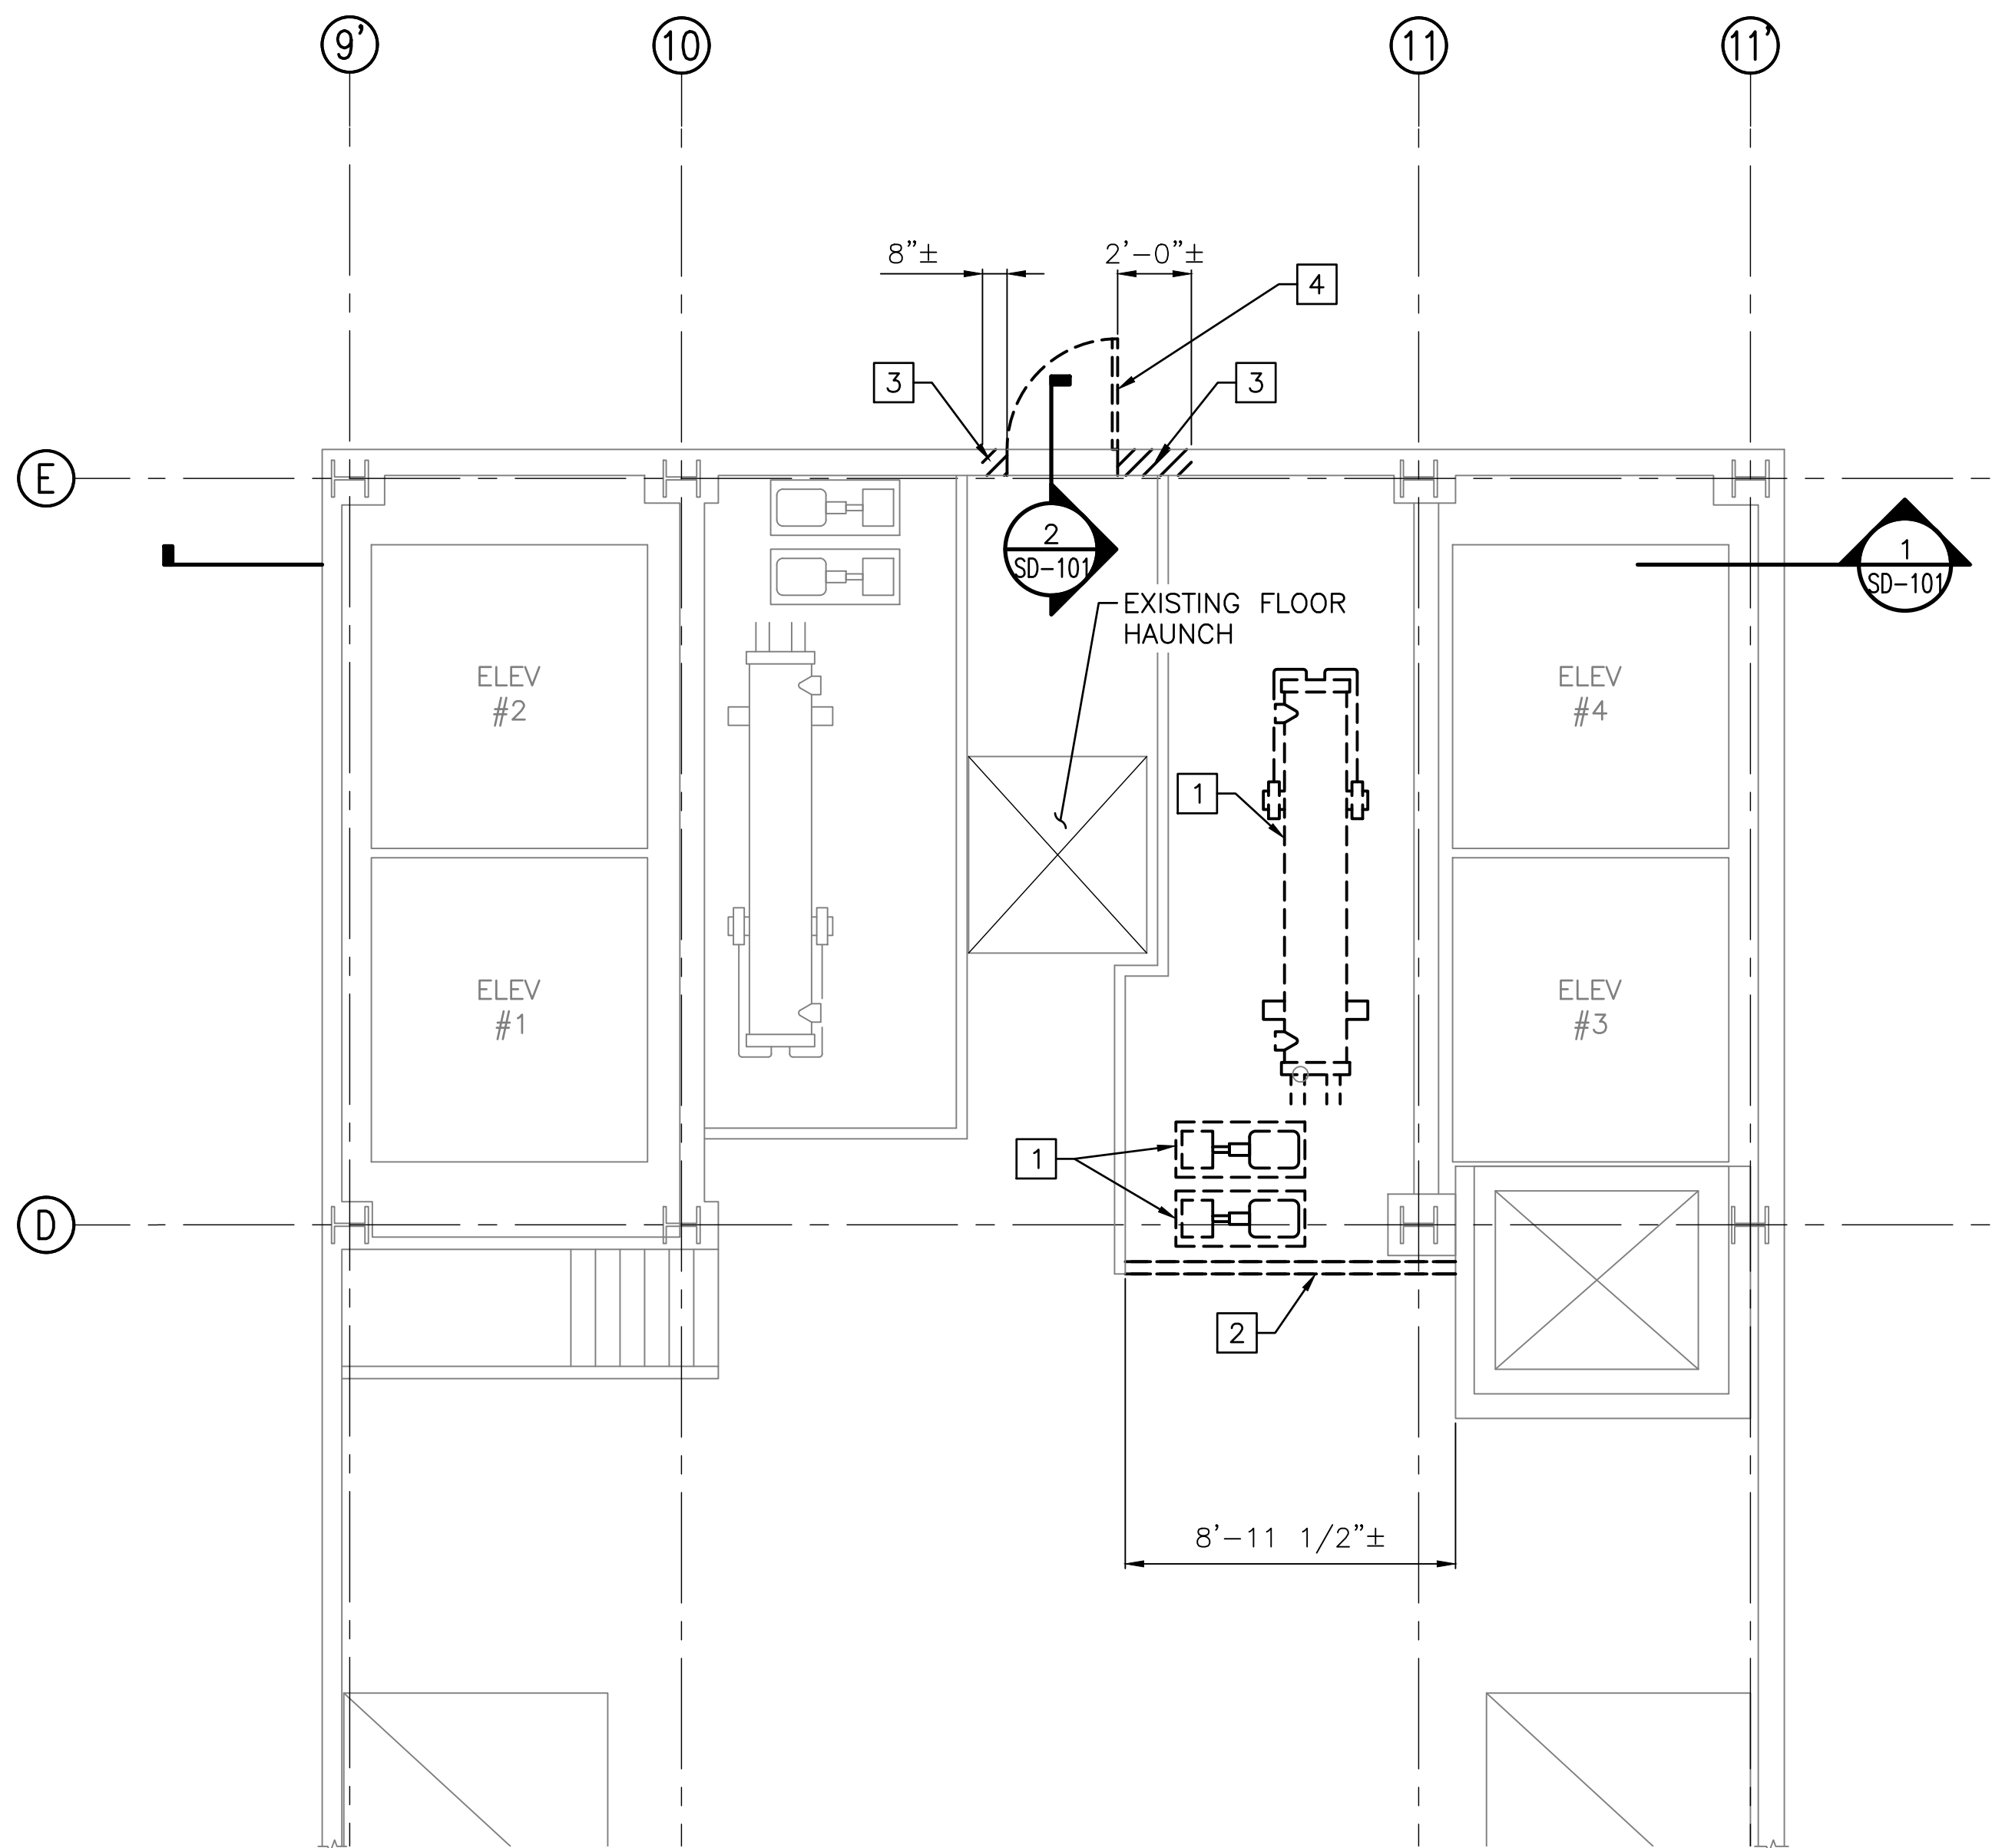 9' 10 11 11'
8"± 2'-0"±
4
3 3
E
2
SD-101
1
SD-101
EXISTING FLOOR
HAUNCH
ELEV
#2
ELEV
#4
1
ELEV
#1
ELEV
#3
1
D
2
8'-11 1/2"±